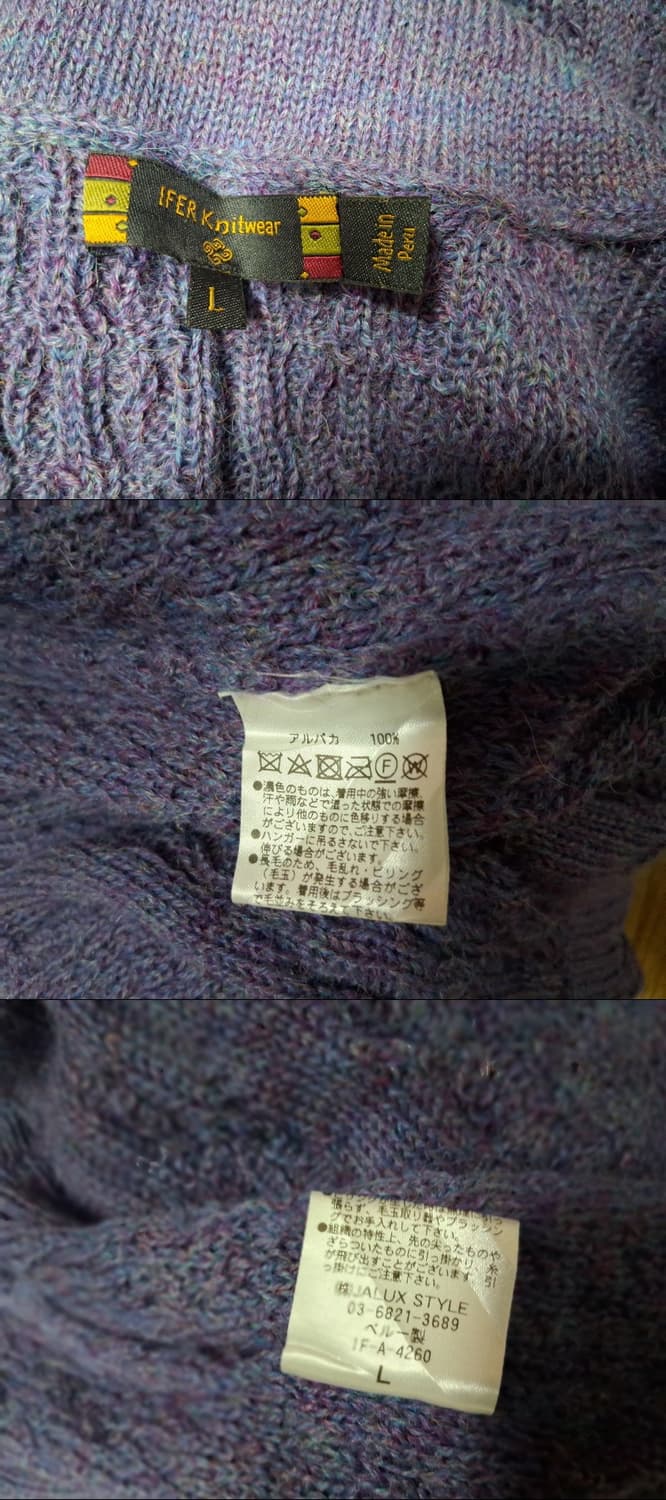 IFER Knitwear
Made in
Peru
L
アルパカ 100%
F
W
●濃色のものは、着用中の強い摩擦、
汗や雨などで湿った状態での摩擦
により他のものに色移りする場合
がございますので、ご注意下さい。
●ハンガーに吊るさないで下さい。
伸びる場合がございます。
●長毛のため、毛乱れ・ピリング
(毛玉)が発生する場合がござ
います。着用後はブラッシング等
で毛並みをそろえて下さい。
張らず、毛玉取り器やブラッシン
グでお手入れして下さい。
●組織の特性上、先の尖ったものや
ざらついたものに引っ掛かり、糸
が飛び出すことがございます。引
っ掛けにご注意下さい。
㈱JALUX STYLE
03-6821-3689
ペルー製
IF-A-4260
L